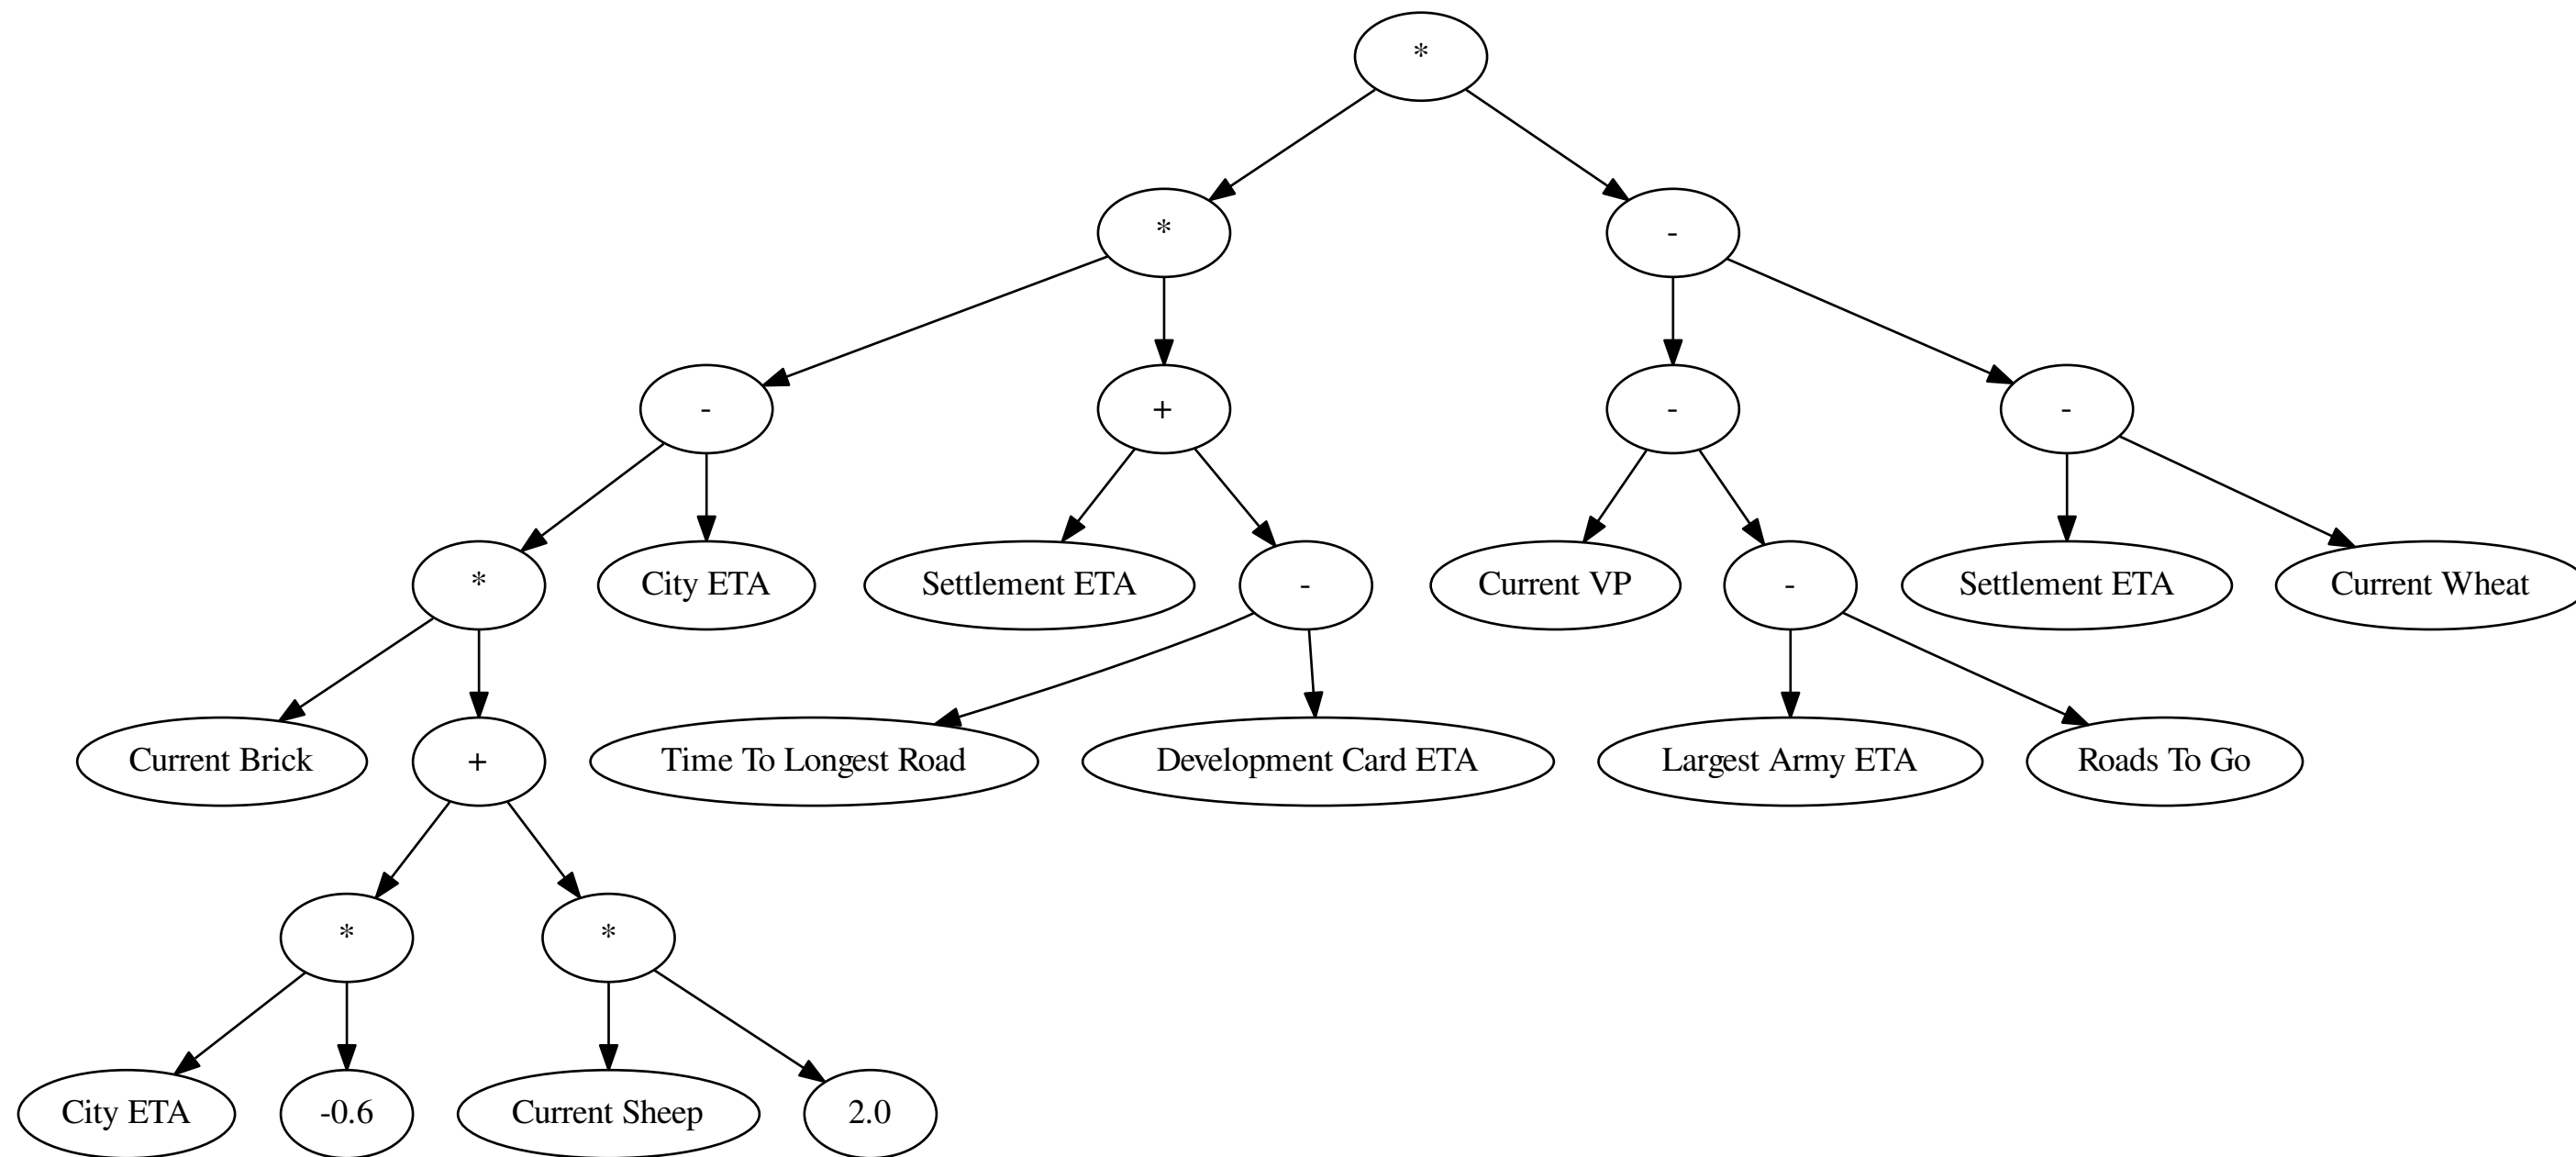 *
*
-
-
+
-
-
*
City ETA
Settlement ETA
-
Current VP
-
Settlement ETA
Current Wheat
Current Brick
+
Time To Longest Road
Development Card ETA
Largest Army ETA
Roads To Go
*
*
City ETA
-0.6
Current Sheep
2.0